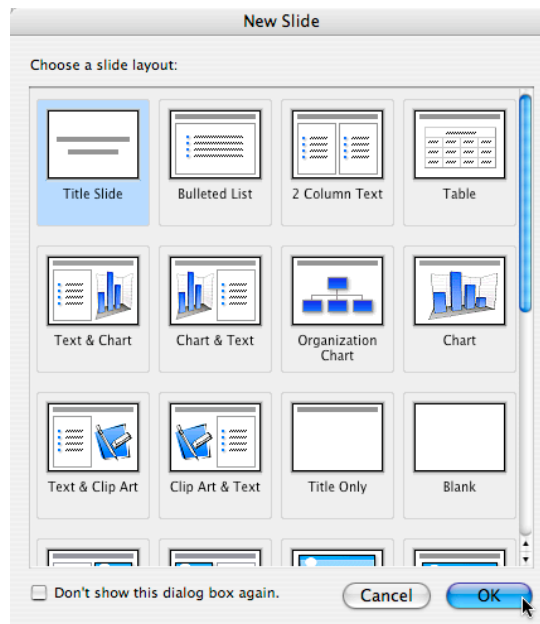 New Slide
Choose a slide layout:
Title Slide
Bulleted List
2 Column Text
Table
Text & Chart
Chart & Text
Organization
Chart
Chart
Text & Clip Art
Clip Art & Text
Title Only
Blank
Don't show this dialog box again.
Cancel
OK